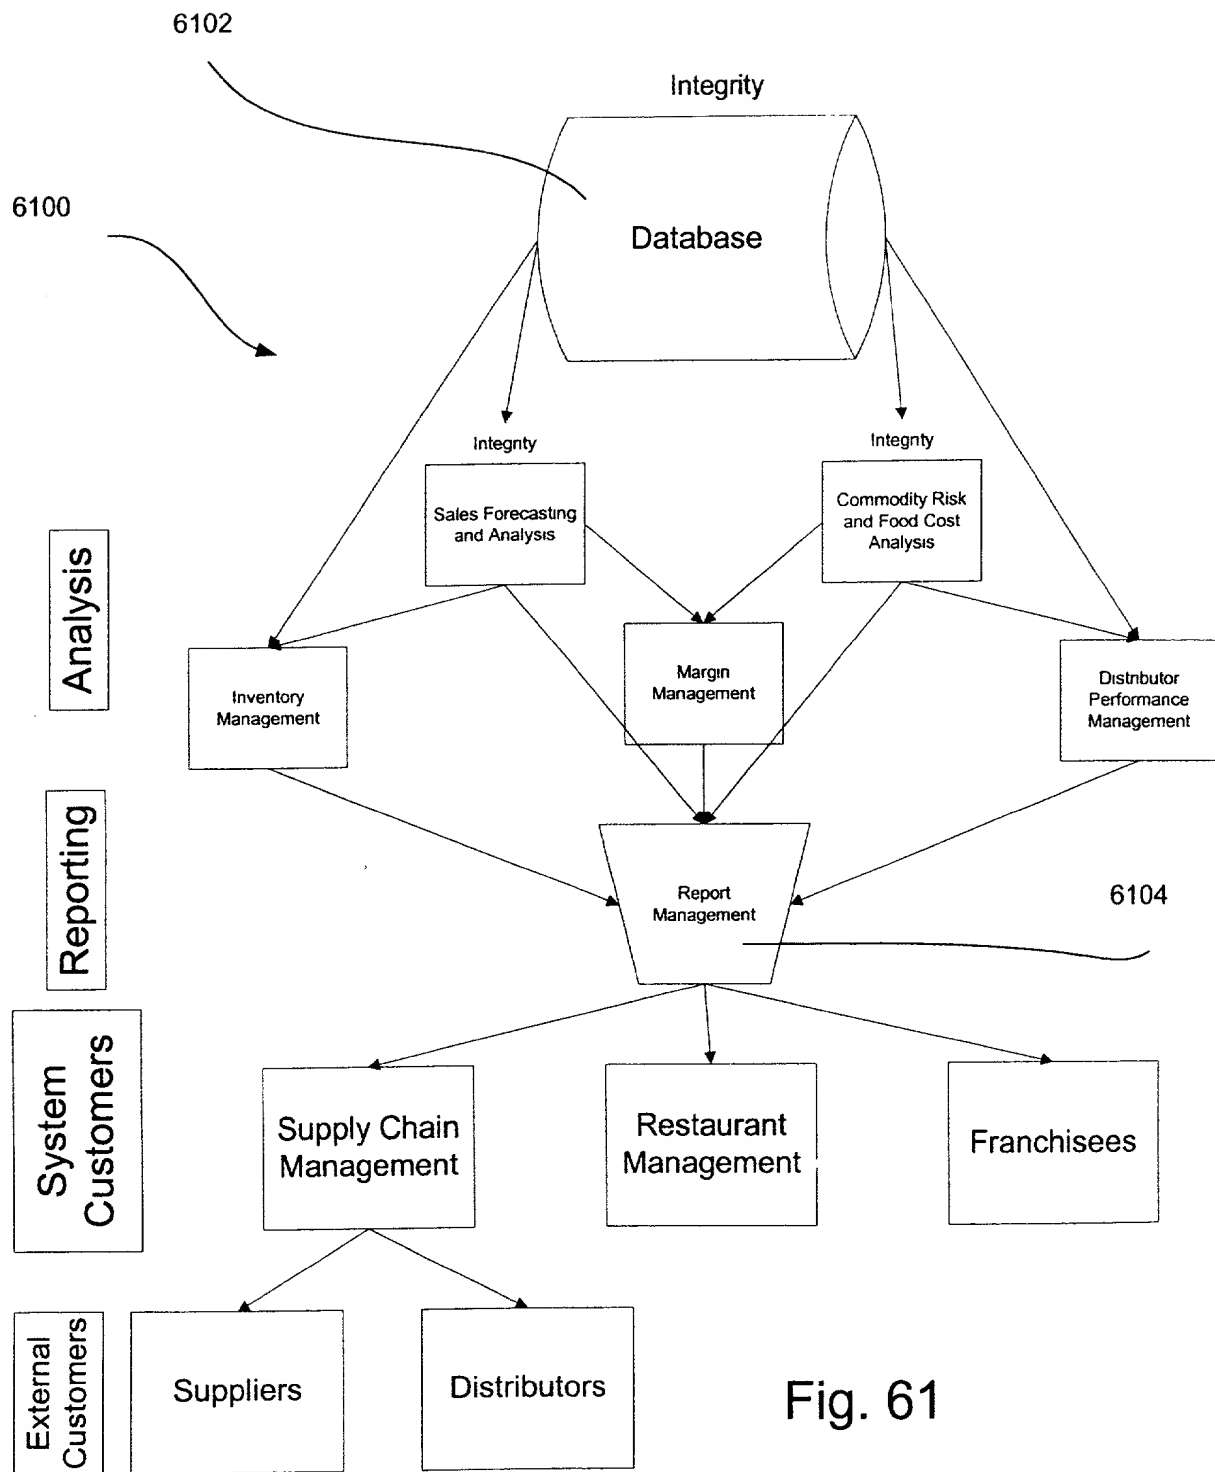 6102
Integrity
6100
Database
Integrity
Integrity
Sales Forecasting
and Analysis
Commodity Risk
and Food Cost
Analysis
Analysis
Inventory
Management
Margin
Management
Distributor
Performance
Management
Reporting
Report
Management
6104
System
Customers
Supply Chain
Management
Restaurant
Management
Franchisees
External
Customers
Suppliers
Distributors
Fig. 61